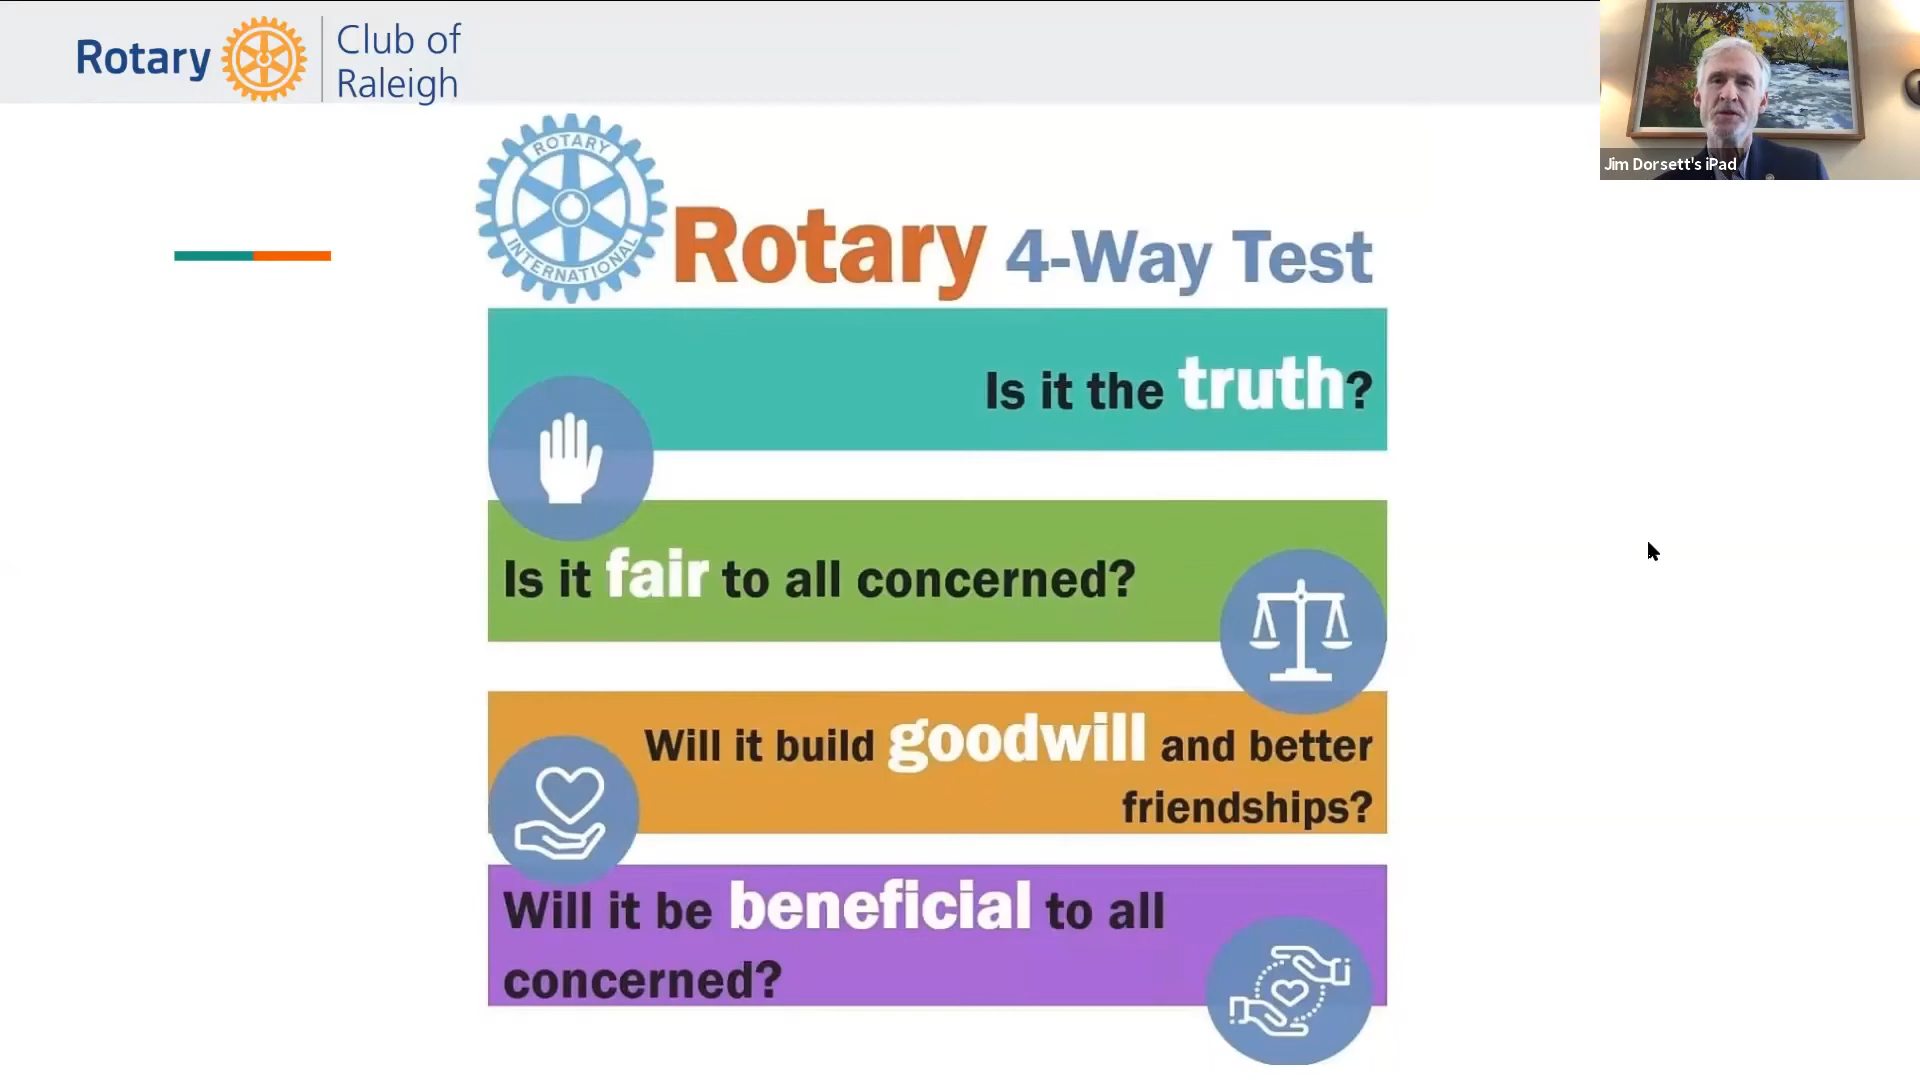 Rotary
Club of
Raleigh
Jim Dorsett's iPad
ROTARY
INTERNATIONAL
Rotary 4-Way Test
Is it the truth?
Is it fair to all concerned?
Will it build goodwill and better
friendships?
Will it be beneficial to all
concerned?